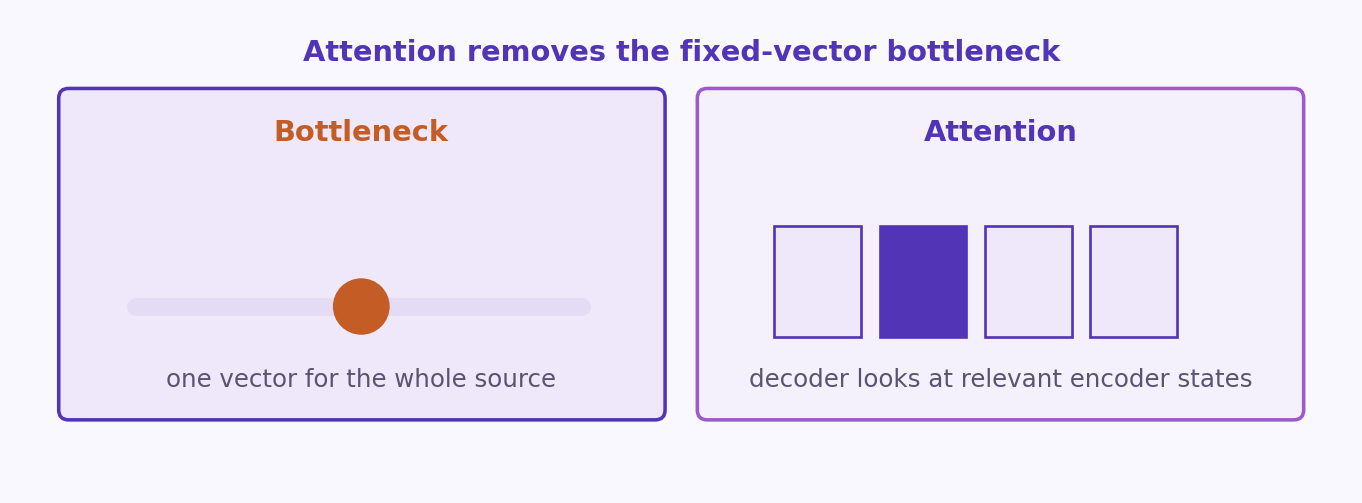 Attention removes the fixed-vector bottleneck
Bottleneck
one vector for the whole source
Attention
decoder looks at relevant encoder states